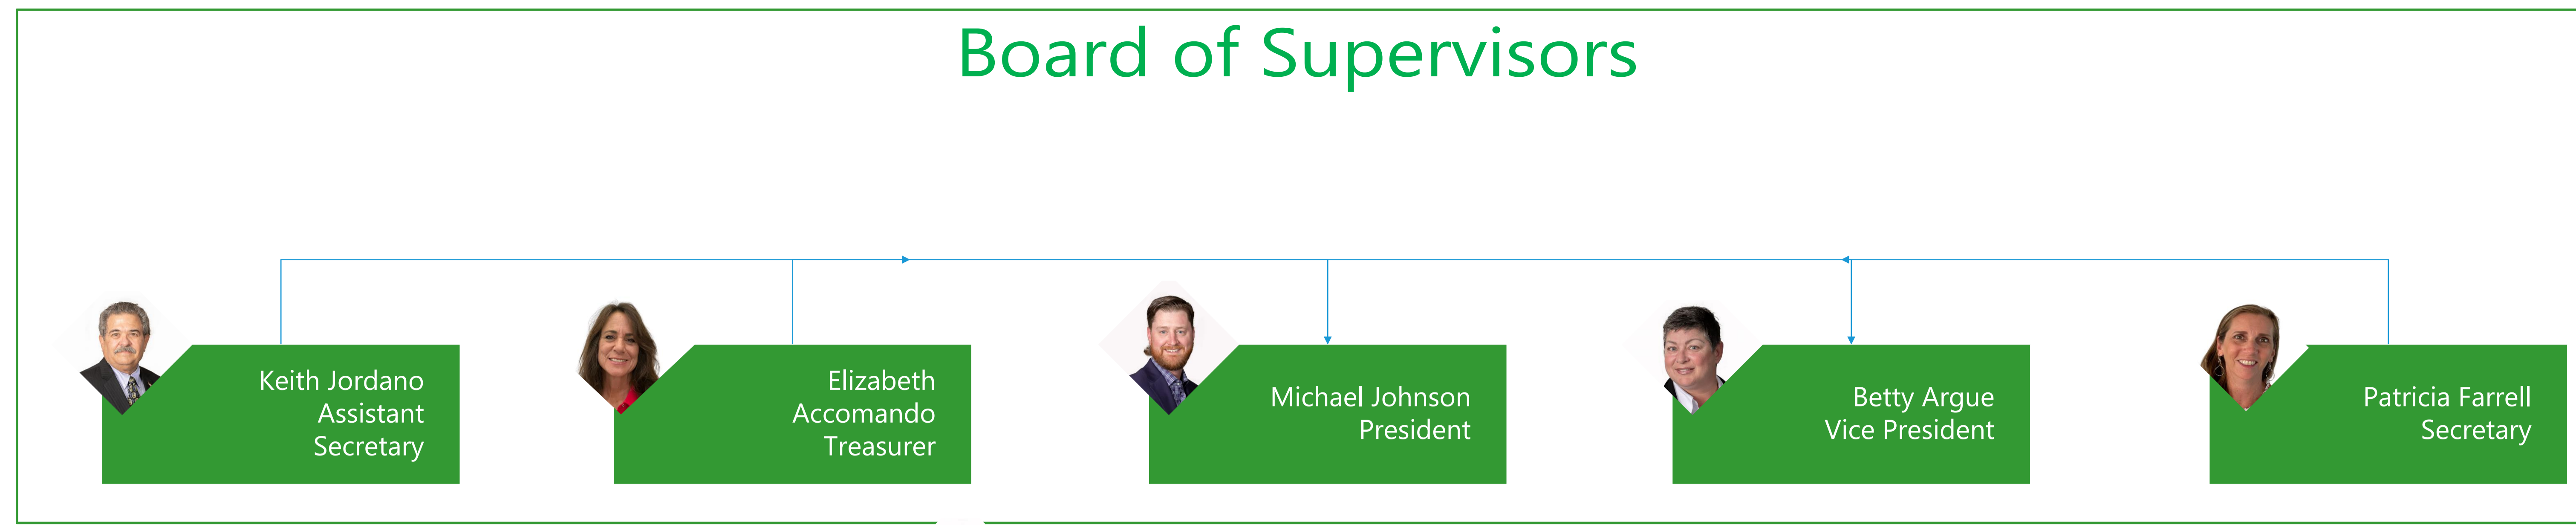 Board of Supervisors
Keith Jordano
Assistant
Secretary
Elizabeth
Accomando
Treasurer
Michael Johnson
President
Betty Argue
Vice President
Patricia Farrell
Secretary